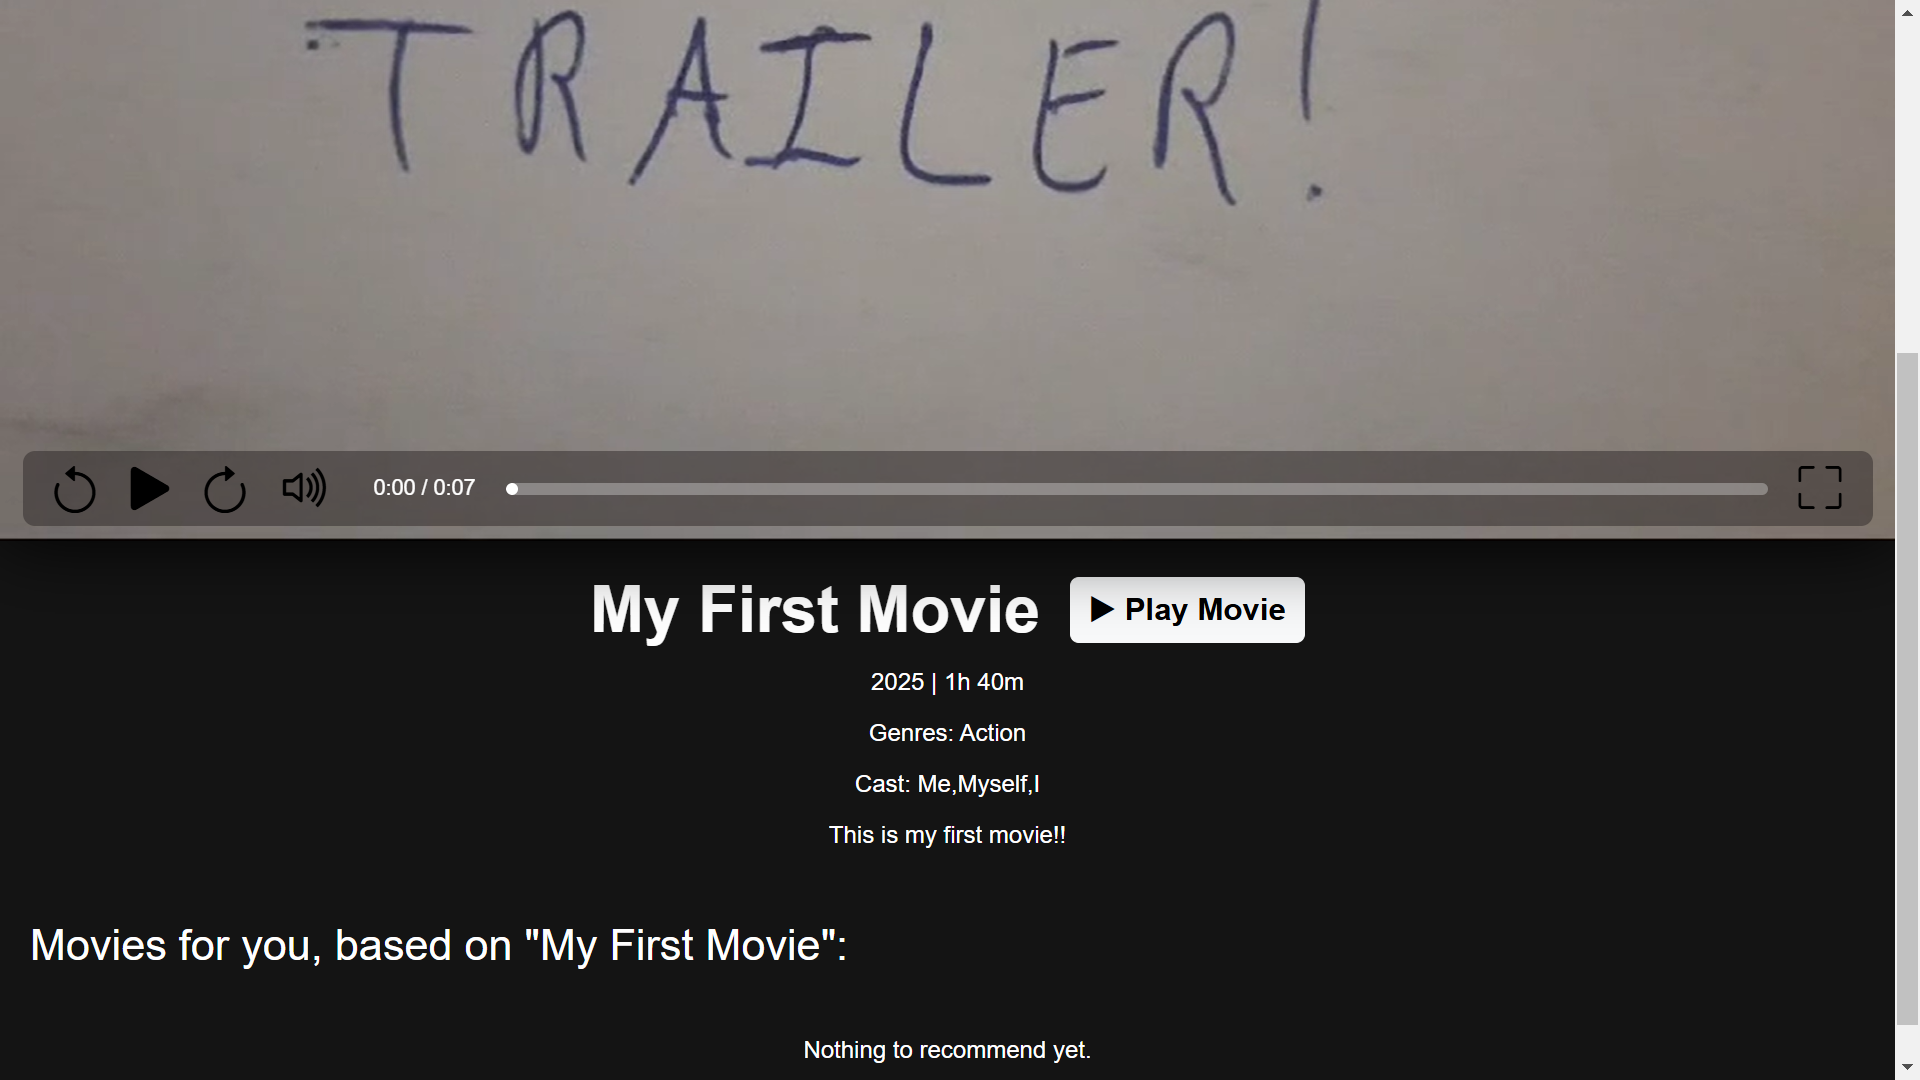 TRAILER!
0:00 / 0:07
My First Movie
Play Movie
2025 | 1h 40m
Genres: Action
Cast: Me,Myself,I
This is my first movie!!
Movies for you, based on "My First Movie":
Nothing to recommend yet.